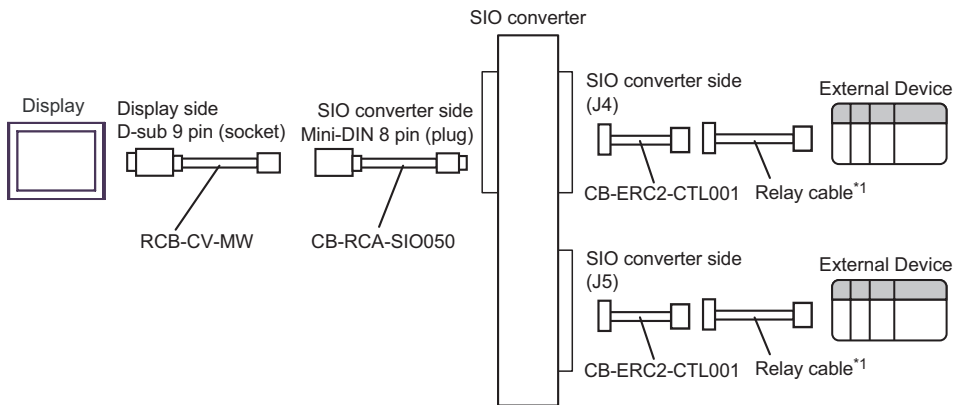 SIO converter
Display
Display side
D-sub 9 pin (socket)
SIO converter side
Mini-DIN 8 pin (plug)
SIO converter side
(J4)
External Device
RCB-CV-MW
CB-RCA-SIO050
CB-ERC2-CTL001
Relay cable*1
SIO converter side
(J5)
External Device
CB-ERC2-CTL001
Relay cable*1